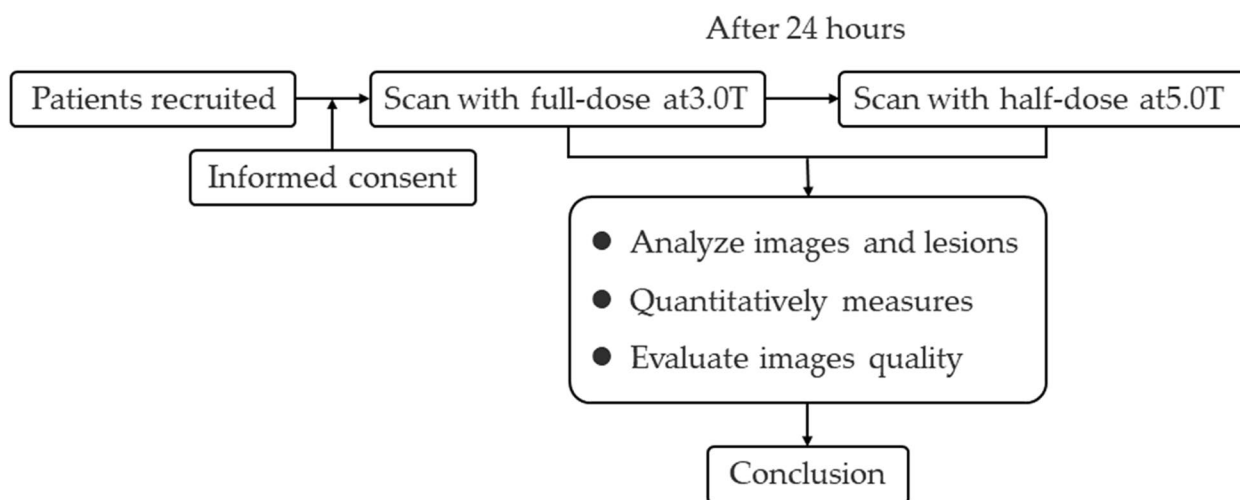 After 24 hours
Patients recruited
Scan with full-dose at3.0T
Scan with half-dose at5.0T
Informed consent
● Analyze images and lesions
● Quantitatively measures
● Evaluate images quality
Conclusion